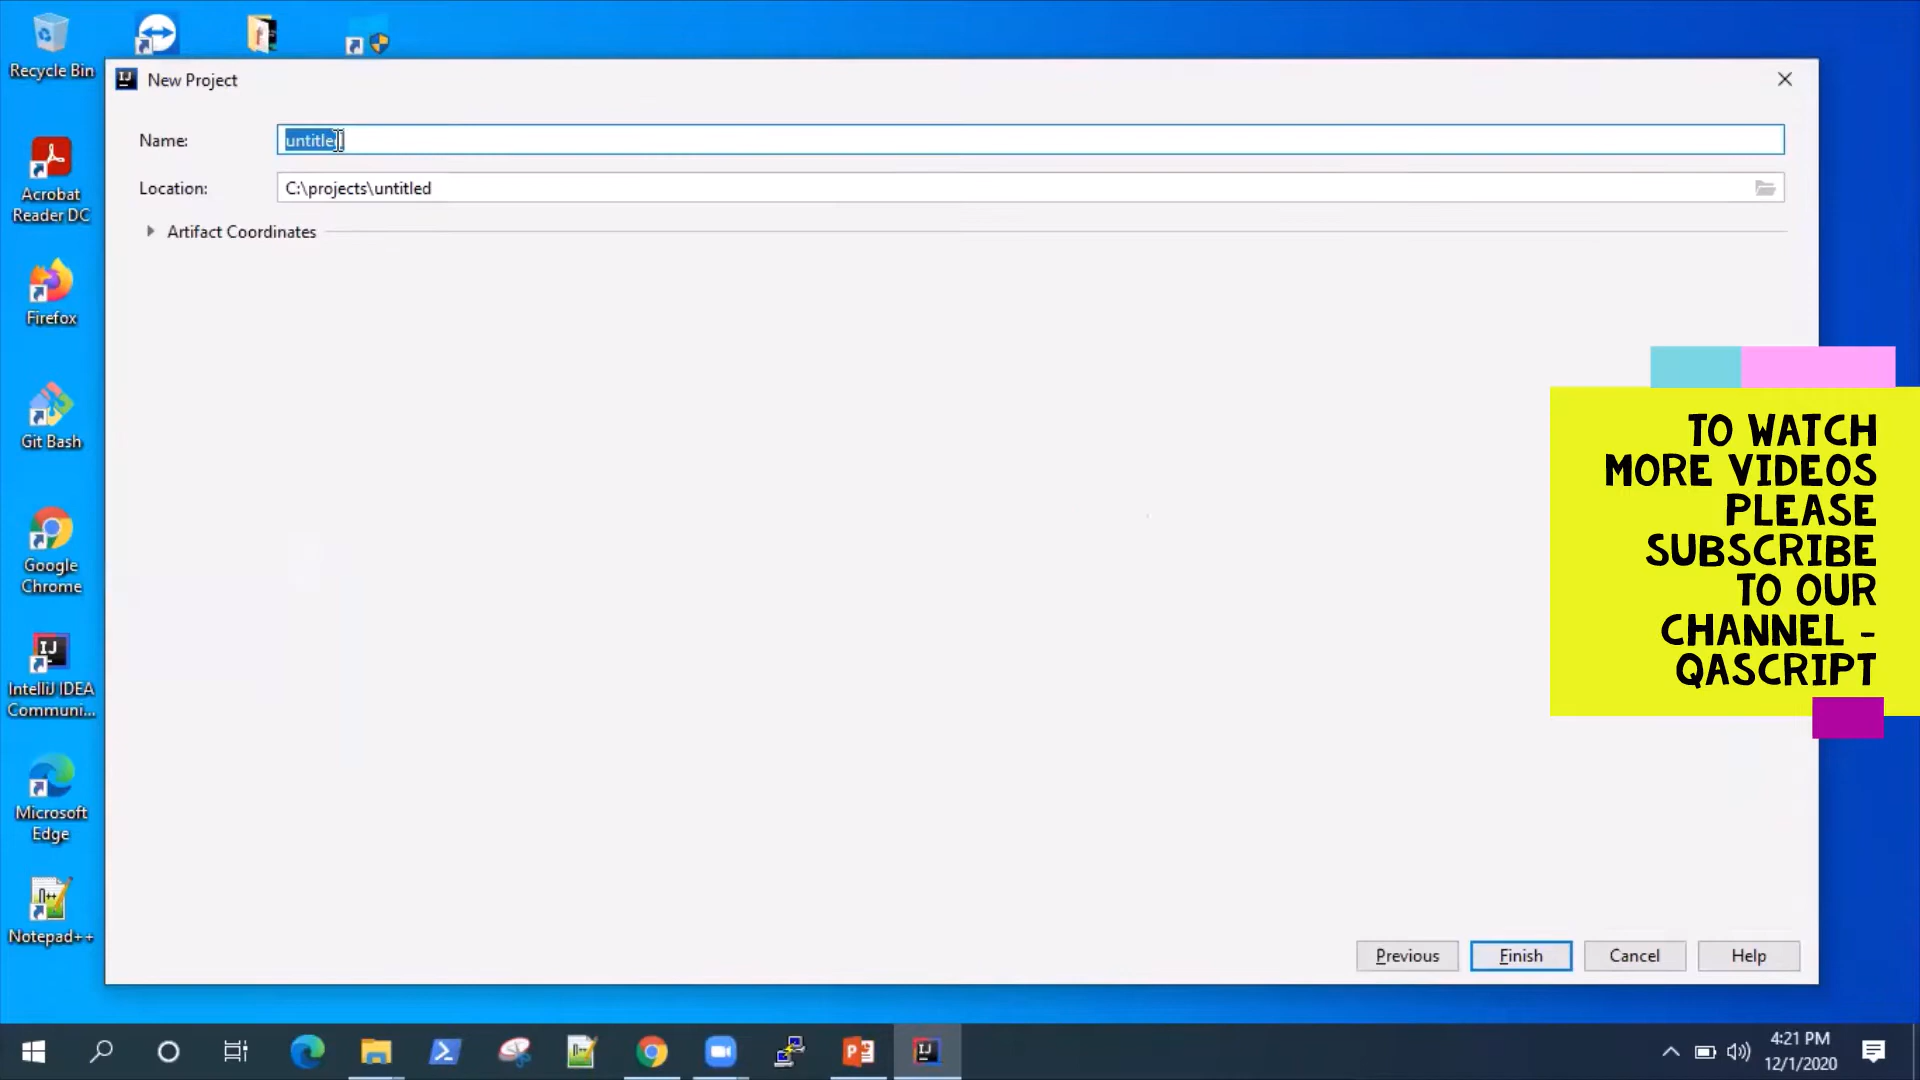 Recycle Bin
New Project
Name:
untitled
Location:
C:\projects\untitled
Artifact Coordinates
Acrobat
Reader DC
Firefox
Git Bash
Google
Chrome
IntelliJ IDEA
Communi...
Microsoft
Edge
Notepad++
TO WATCH
MORE VIDEOS
PLEASE
SUBSCRIBE
TO OUR
CHANNEL -
QASCRIPT
Previous
Finish
Cancel
Help
4:21 PM
12/1/2020